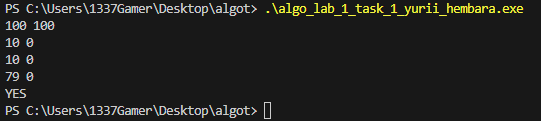 PS C:\Users\1337Gamer\Desktop\algot> .\algo_lab_1_task_1_yurii_hembara.exe
100 100
10 0
10 0
79 0
YES
PS C:\Users\1337Gamer\Desktop\algot>